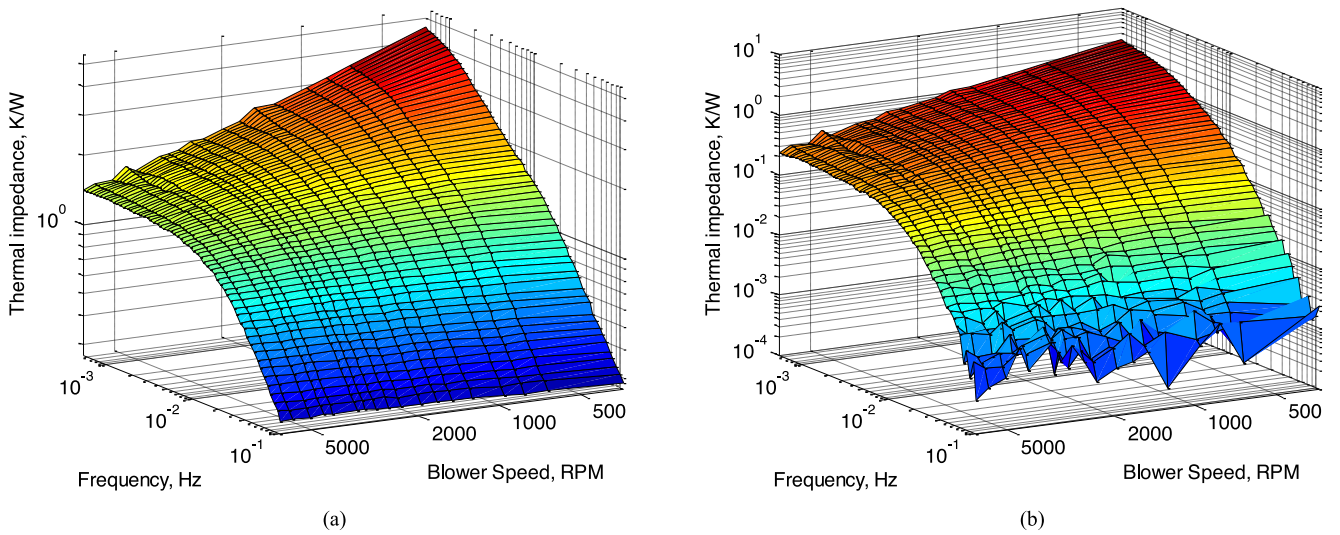 Thermal impedance, K/W
10^0
10^-3
10^-2
10^-1
5000
2000
1000
500
Frequency, Hz
Blower Speed, RPM
(a)
Thermal impedance, K/W
10^1
10^0
10^-1
10^-2
10^-3
10^-4
10^-3
10^-2
10^-1
5000
2000
1000
500
Frequency, Hz
Blower Speed, RPM
(b)